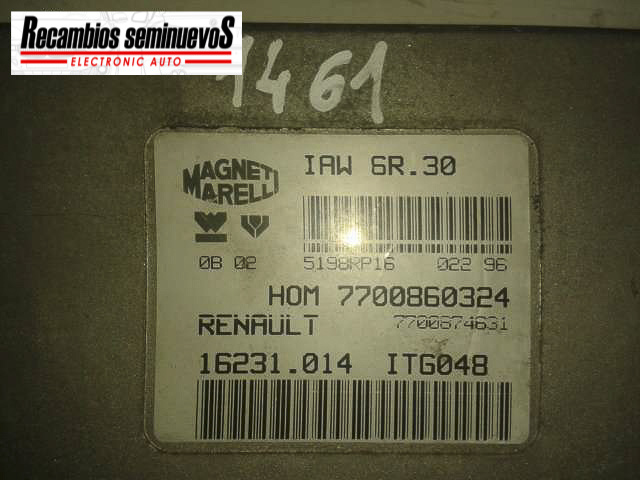 Recambios seminuevos
ELECTRONIC AUTO
1461
MAGNETI MARELLI
IAW 6R.30
0B 02 5198RP16 022 96
HOM 7700860324
RENAULT 7700874631
16231.014 ITG048